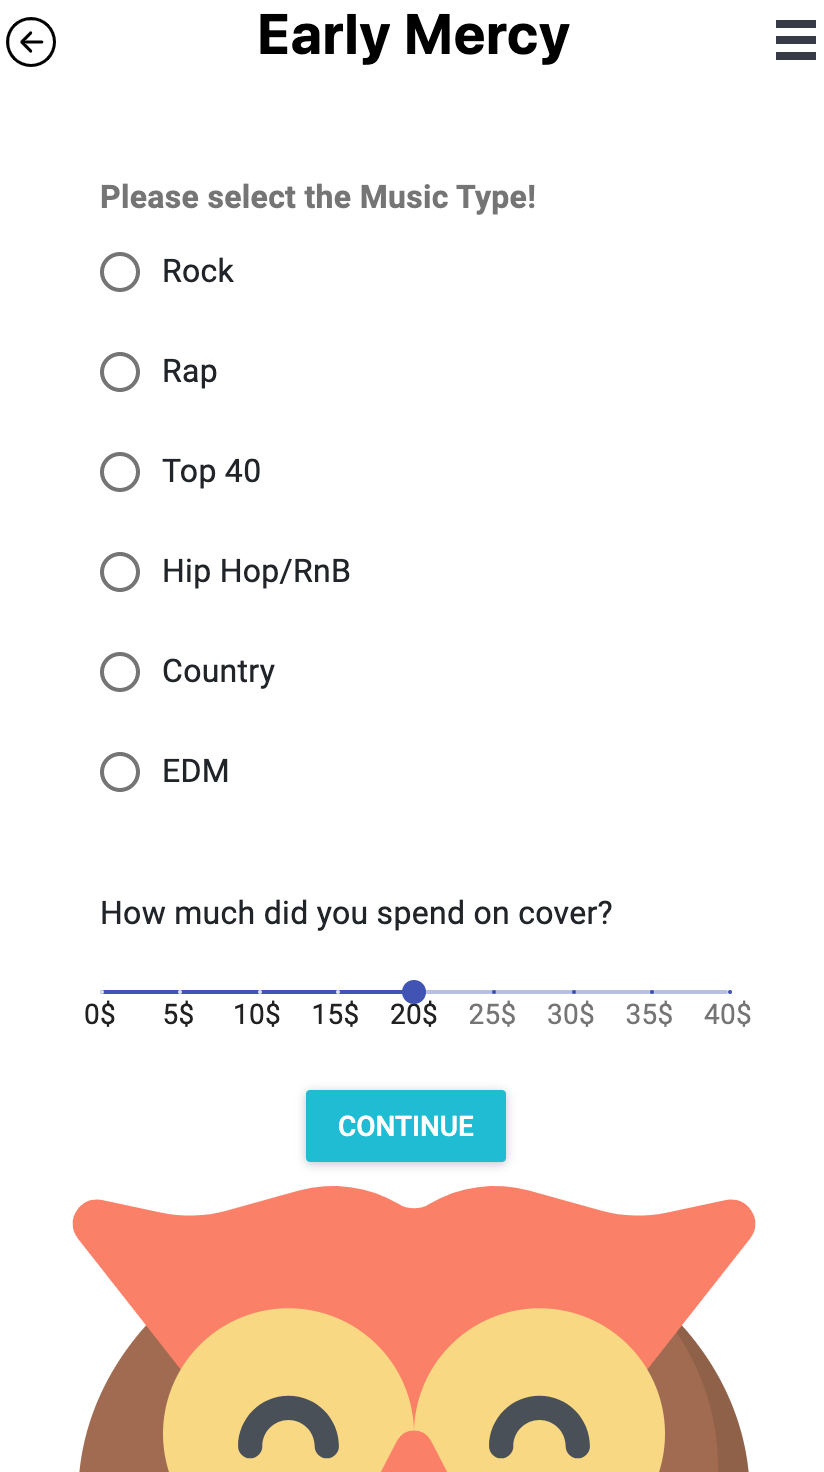 Early Mercy
Please select the Music Type!
Rock
Rap
Top 40
Hip Hop/RnB
Country
EDM
How much did you spend on cover?
0$ 5$ 10$ 15$ 20$ 25$ 30$ 35$ 40$
CONTINUE